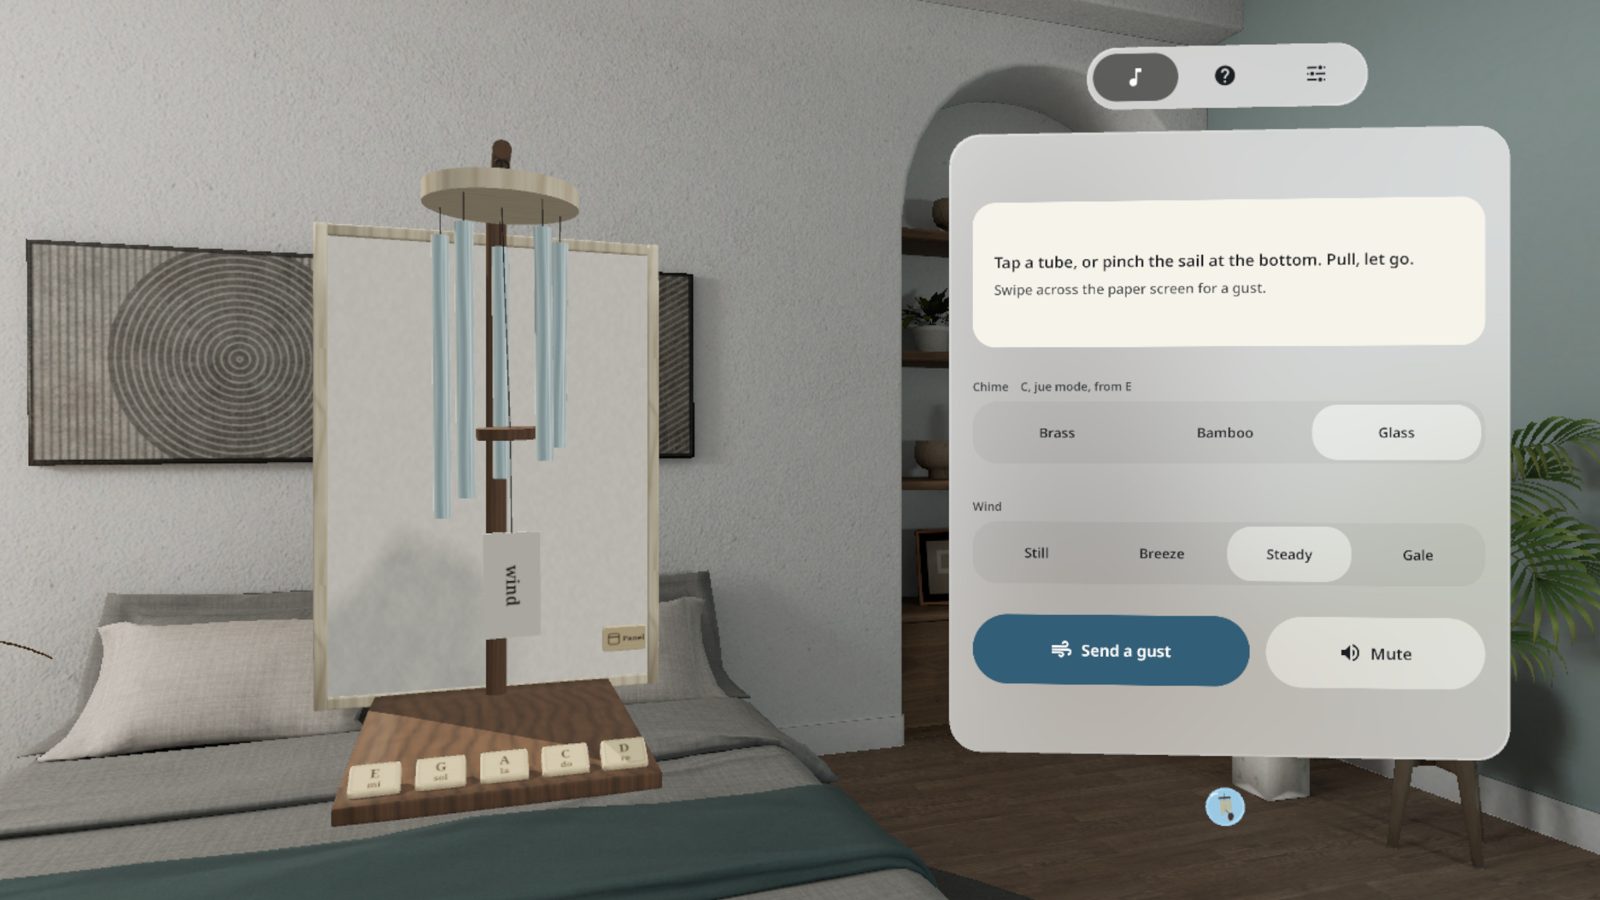 Tap a tube, or pinch the sail at the bottom. Pull, let go.
Swipe across the paper screen for a gust.
Chime C, jue mode, from E
Brass Bamboo Glass
Wind
Still Breeze Steady Gale
Send a gust Mute
wind
Panel
E G A C D
mi sol la do re